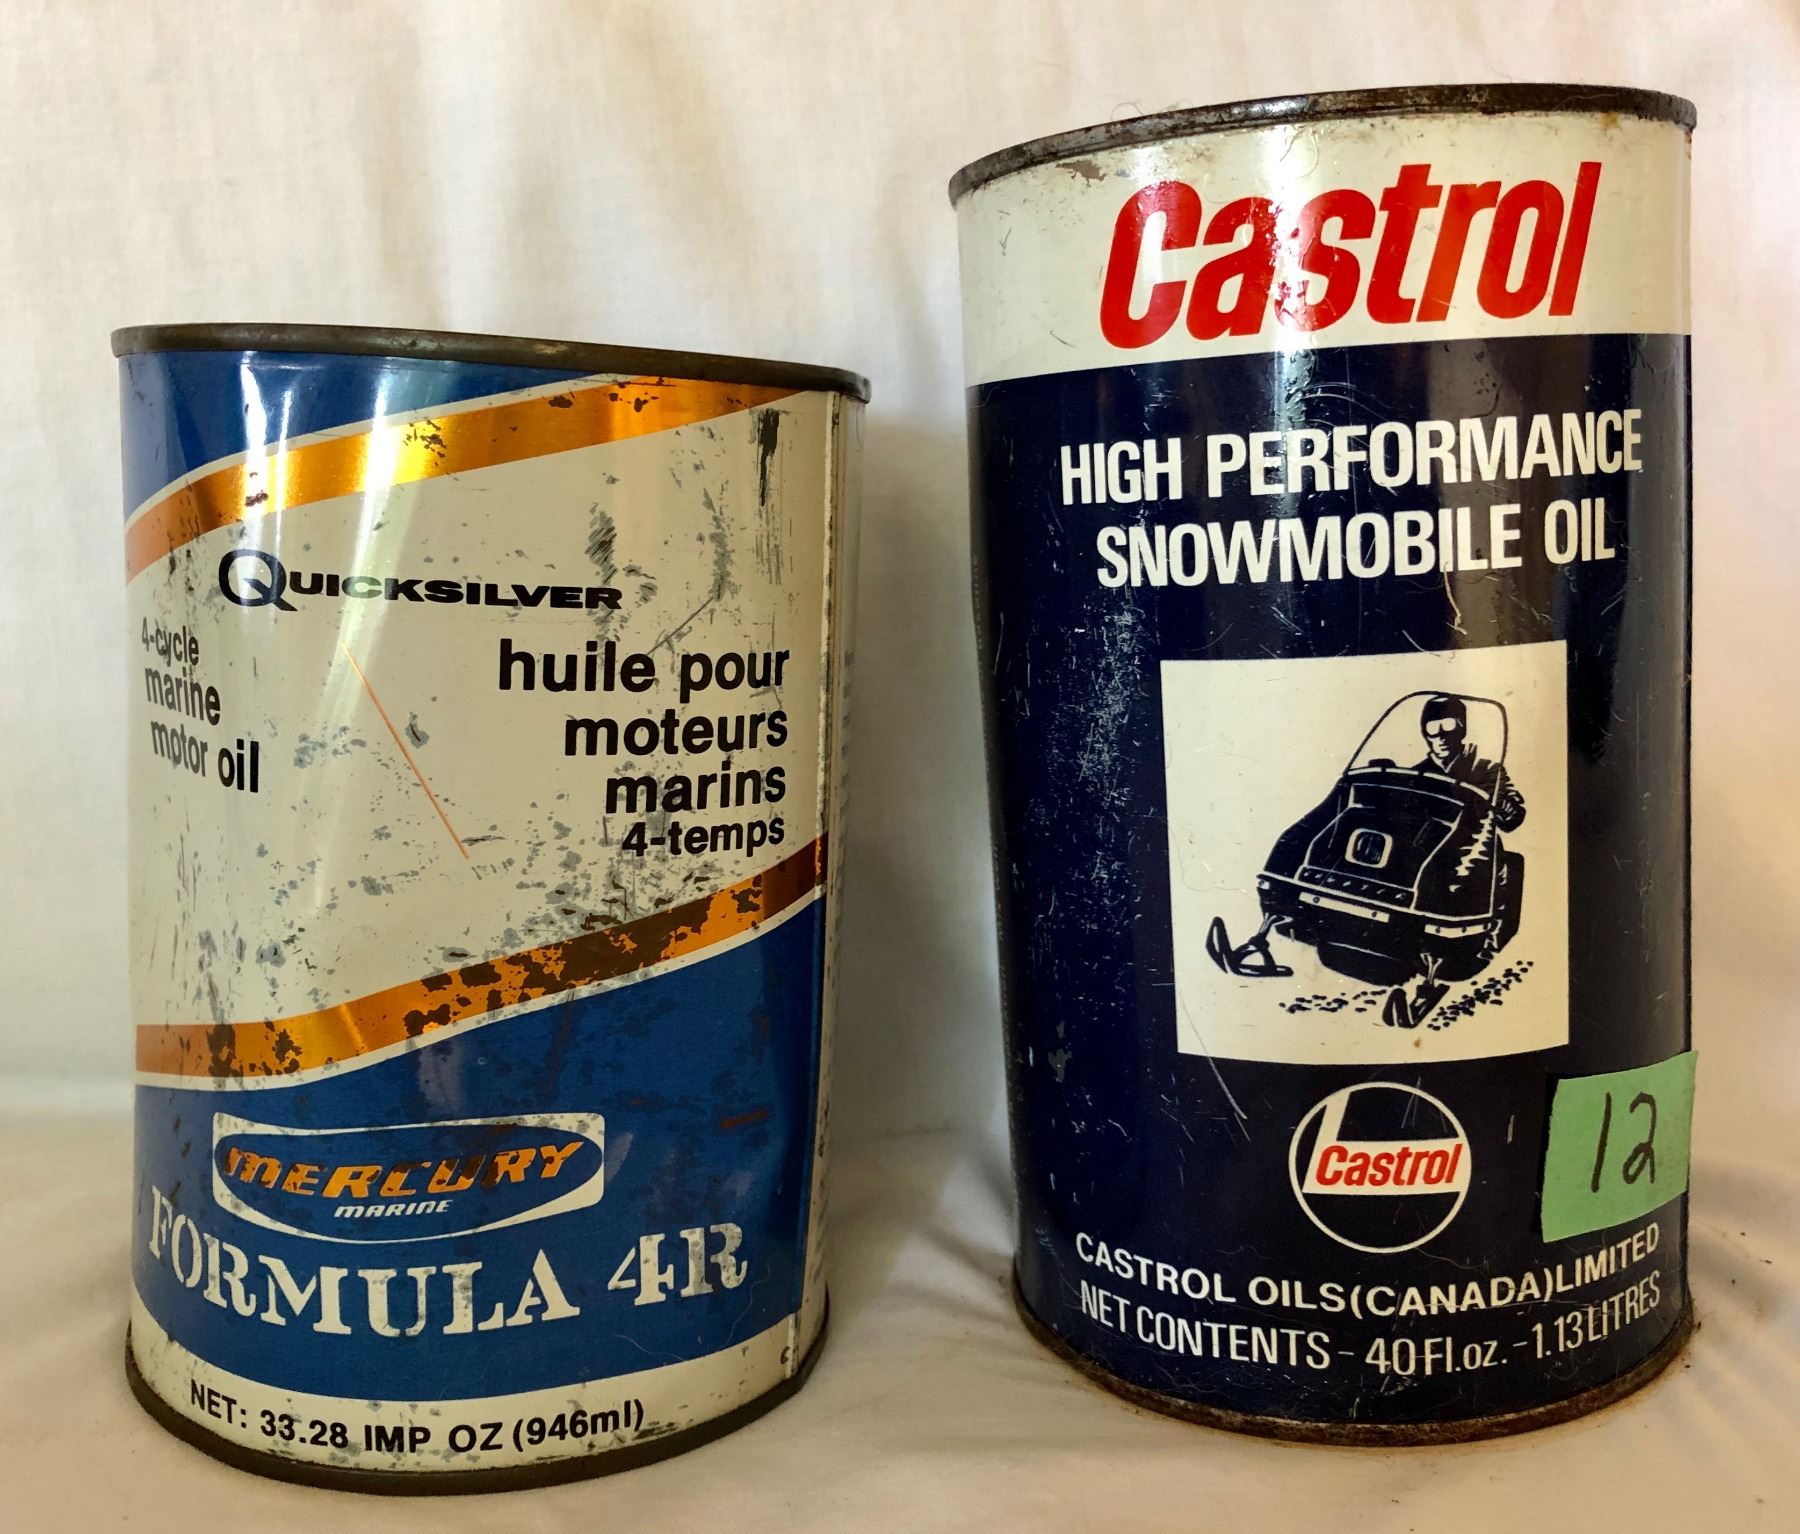 QUICKSILVER
4-cycle
marine
motor oil
huile pour
moteurs
marins
4-temps
MERCURY
MARINE
FORMULA 4R
NET: 33.28 IMP OZ (946ml)
Castrol
HIGH PERFORMANCE
SNOWMOBILE OIL
Castrol
12
CASTROL OILS (CANADA) LIMITED
NET CONTENTS - 40 Fl.oz. - 1.13 LITRES